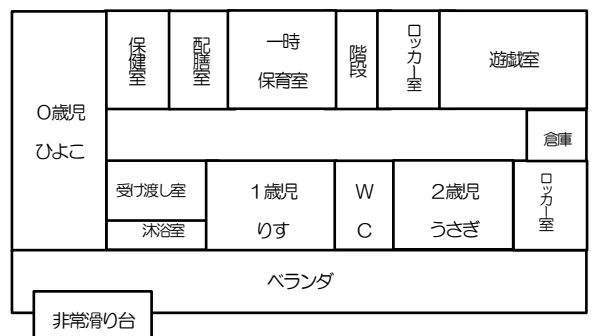 保健室
配膳室
一時
保育室
階段
ロッカー室
遊戯室
0歳児
ひよこ
倉庫
受け渡し室
沐浴室
1歳児
りす
W
C
2歳児
うさぎ
ロッカー室
ベランダ
非常滑り台